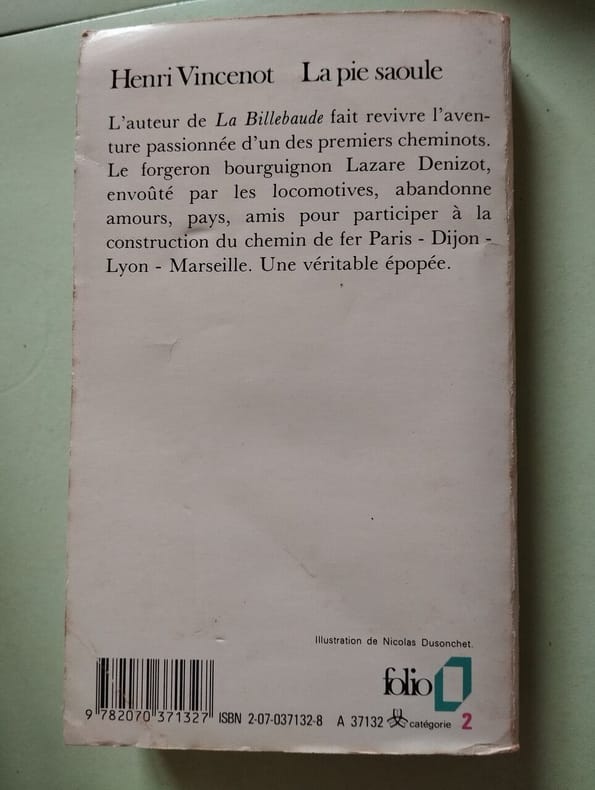 Henri Vincenot La pie saoule
L'auteur de La Billebaude fait revivre l'aven-
ture passionnée d'un des premiers cheminots.
Le forgeron bourguignon Lazare Denizot,
envoûté par les locomotives, abandonne
amours, pays, amis pour participer à la
construction du chemin de fer Paris - Dijon -
Lyon - Marseille. Une véritable épopée.
Illustration de Nicolas Dusonchet.
folio
9 782070 371327 ISBN 2-07-037132-8 A 37132 catégorie 2